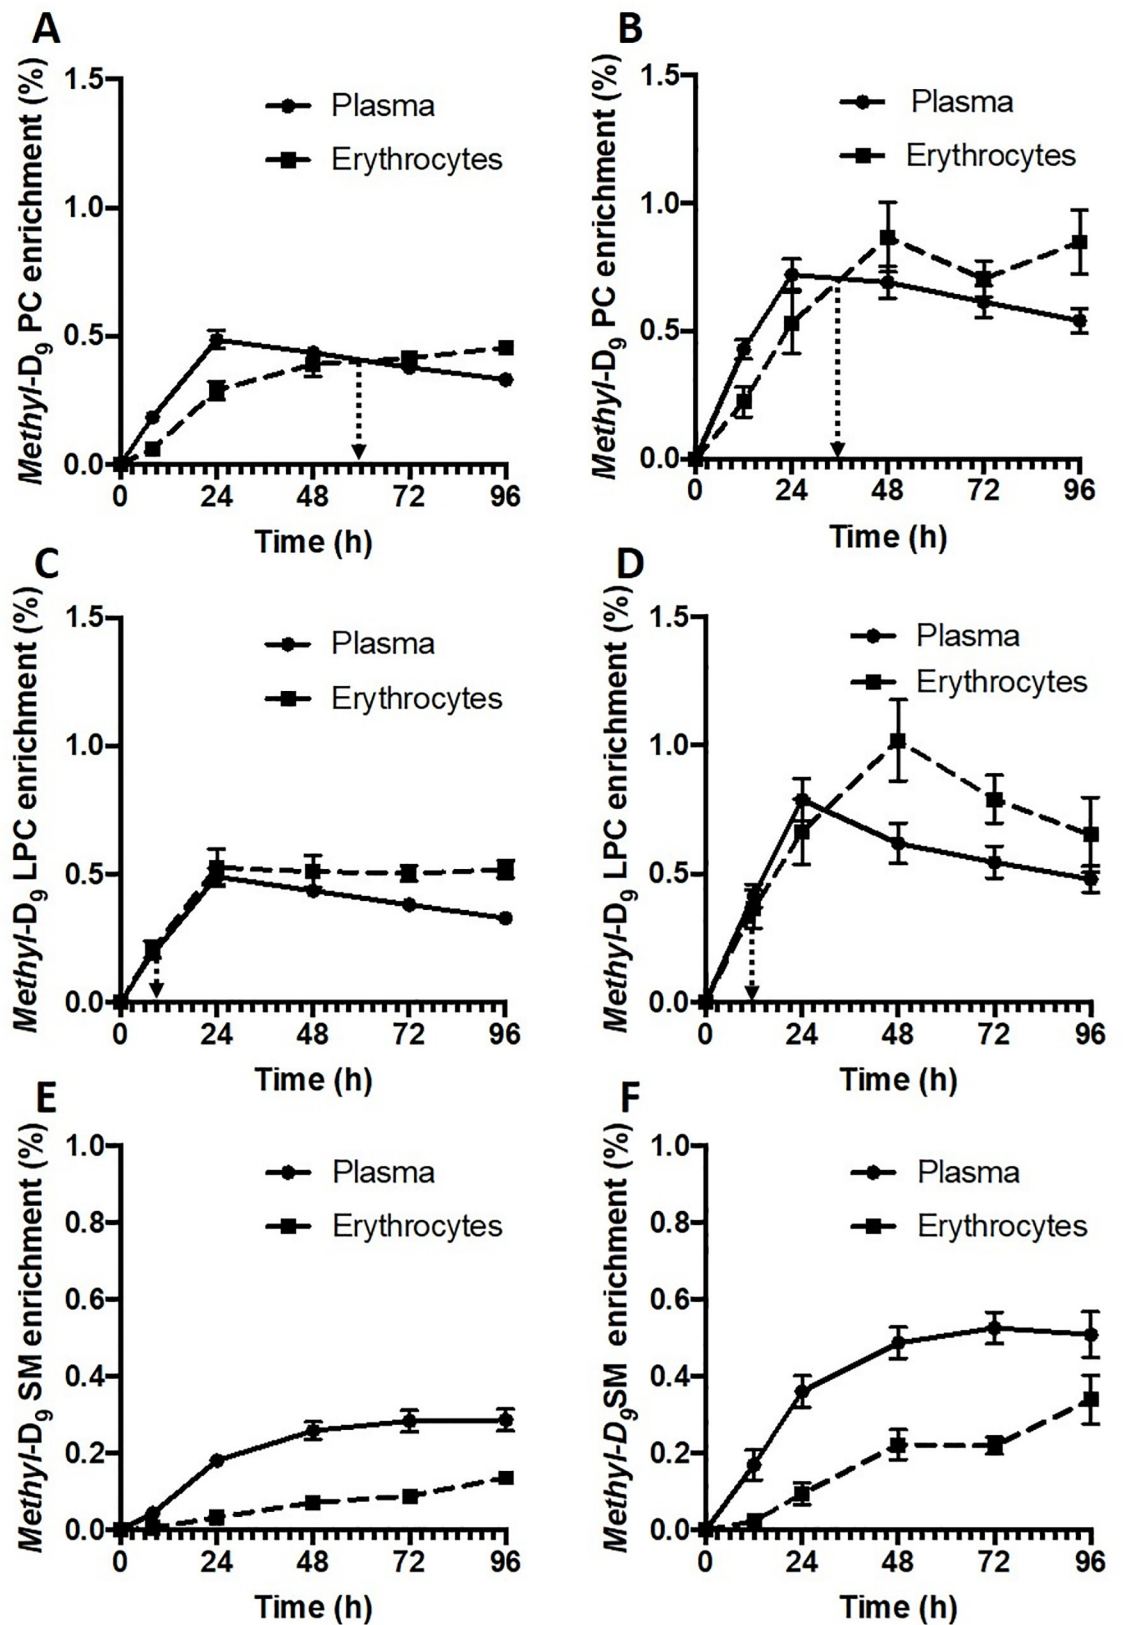 A
Methyl-D9 PC enrichment (%)
1.5
1.0
0.5
0.0
Plasma
Erythrocytes
0 24 48 72 96
Time (h)
B
Methyl-D9 PC enrichment (%)
1.5
1.0
0.5
0.0
Plasma
Erythrocytes
0 24 48 72 96
Time (h)
C
Methyl-D9 LPC enrichment (%)
1.5
1.0
0.5
0.0
Plasma
Erythrocytes
0 24 48 72 96
Time (h)
D
Methyl-D9 LPC enrichment (%)
1.5
1.0
0.5
0.0
Plasma
Erythrocytes
0 24 48 72 96
Time (h)
E
Methyl-D9 SM enrichment (%)
1.0
0.8
0.6
0.4
0.2
0.0
Plasma
Erythrocytes
0 24 48 72 96
Time (h)
F
Methyl-D9SM enrichment (%)
1.0
0.8
0.6
0.4
0.2
0.0
Plasma
Erythrocytes
0 24 48 72 96
Time (h)